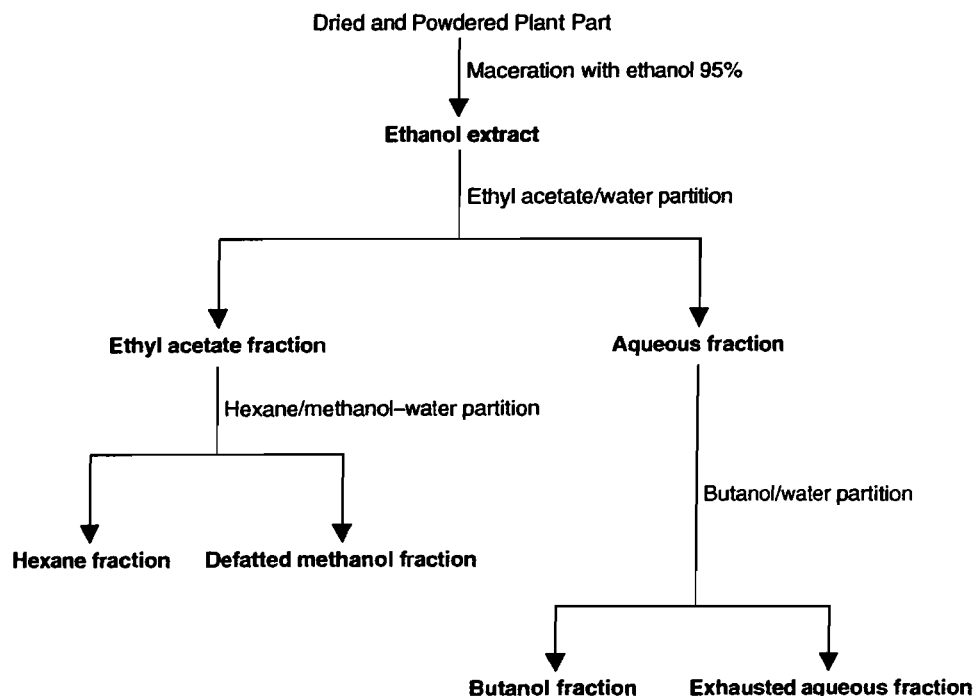 Dried and Powdered Plant Part
Maceration with ethanol 95%
Ethanol extract
Ethyl acetate/water partition
Ethyl acetate fraction
Aqueous fraction
Hexane/methanol–water partition
Butanol/water partition
Hexane fraction
Defatted methanol fraction
Butanol fraction
Exhausted aqueous fraction